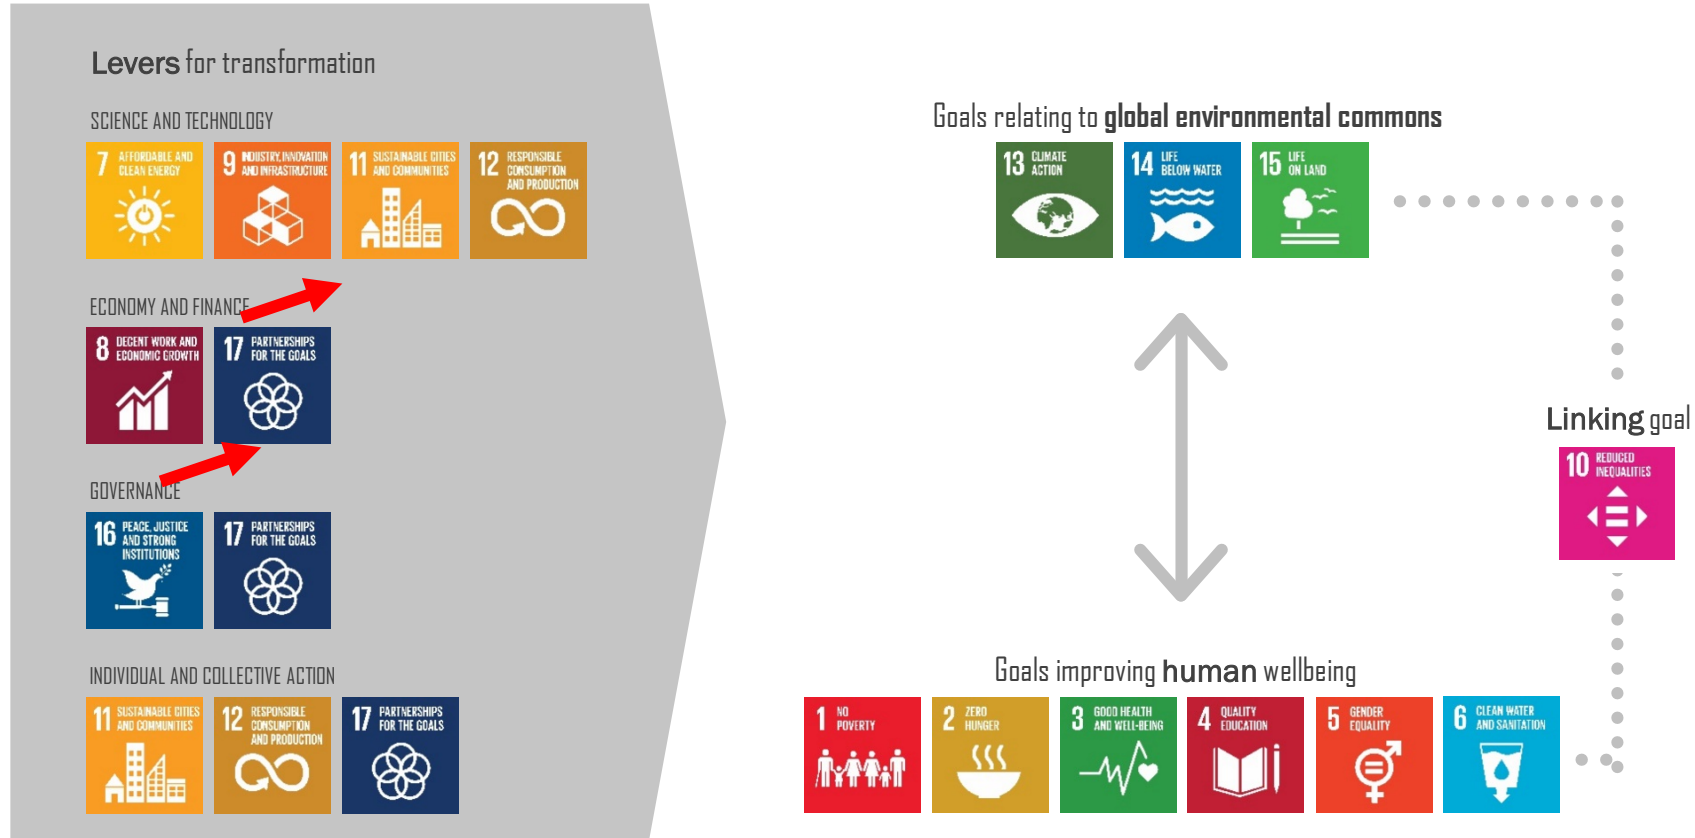 Levers for transformation
SCIENCE AND TECHNOLOGY
7 AFFORDABLE AND
CLEAN ENERGY
9 INDUSTRY, INNOVATION
AND INFRASTRUCTURE
11 SUSTAINABLE CITIES
AND COMMUNITIES
12 RESPONSIBLE
CONSUMPTION
AND PRODUCTION
ECONOMY AND FINANCE
8 DECENT WORK AND
ECONOMIC GROWTH
17 PARTNERSHIPS
FOR THE GOALS
GOVERNANCE
16 PEACE, JUSTICE
AND STRONG
INSTITUTIONS
17 PARTNERSHIPS
FOR THE GOALS
INDIVIDUAL AND COLLECTIVE ACTION
11 SUSTAINABLE CITIES
AND COMMUNITIES
12 RESPONSIBLE
CONSUMPTION
AND PRODUCTION
17 PARTNERSHIPS
FOR THE GOALS
Goals relating to global environmental commons
13 CLIMATE
ACTION
14 LIFE
BELOW WATER
15 LIFE
ON LAND
Linking goal
10 REDUCED
INEQUALITIES
Goals improving human wellbeing
1 NO
POVERTY
2 ZERO
HUNGER
3 GOOD HEALTH
AND WELL-BEING
4 QUALITY
EDUCATION
5 GENDER
EQUALITY
6 CLEAN WATER
AND SANITATION